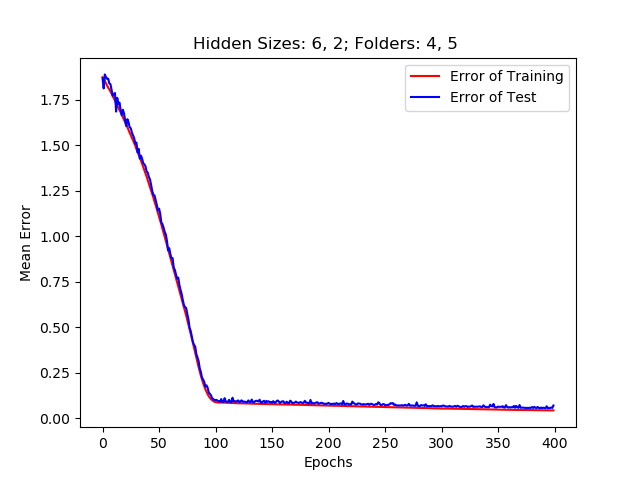 Hidden Sizes: 6, 2; Folders: 4, 5
Error of Training
Error of Test
Mean Error
1.75
1.50
1.25
1.00
0.75
0.50
0.25
0.00
0 50 100 150 200 250 300 350 400
Epochs